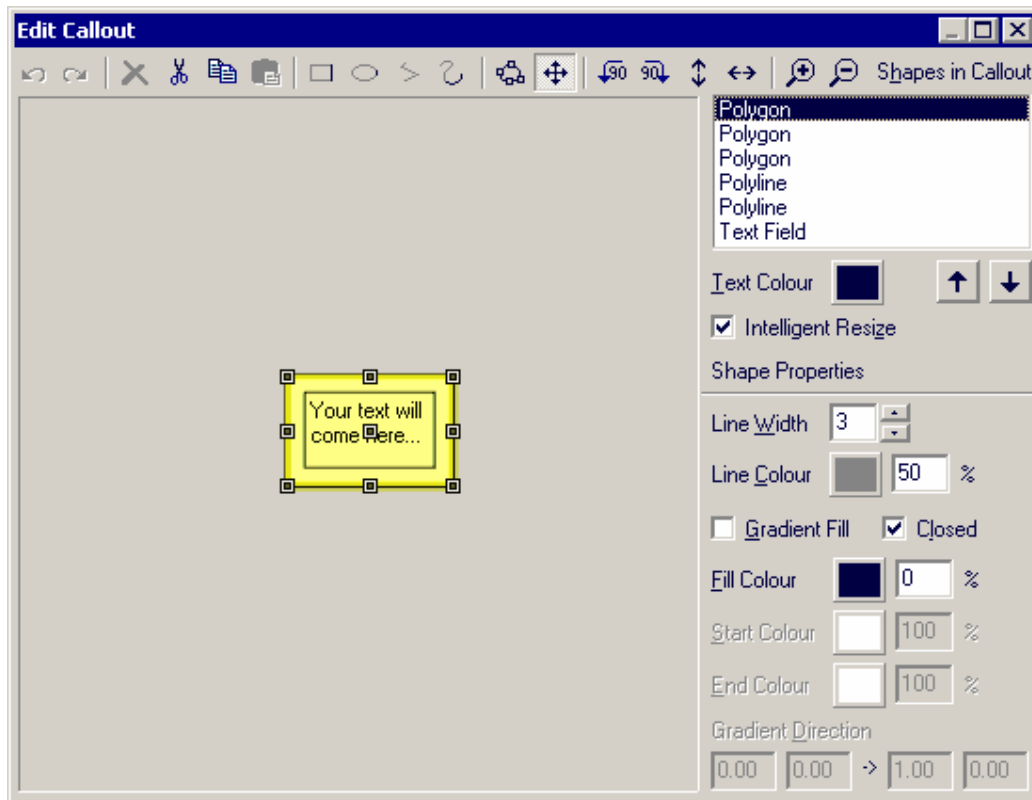 Edit Callout
90 90 Shapes in Callout
Polygon
Polygon
Polygon
Polyline
Polyline
Text Field
Text Colour
Intelligent Resize
Shape Properties
Line Width 3
Line Colour 50 %
Gradient Fill Closed
Fill Colour 0 %
Start Colour 100 %
End Colour 100 %
Gradient Direction
0.00 0.00 -> 1.00 0.00
Your text will
come here...